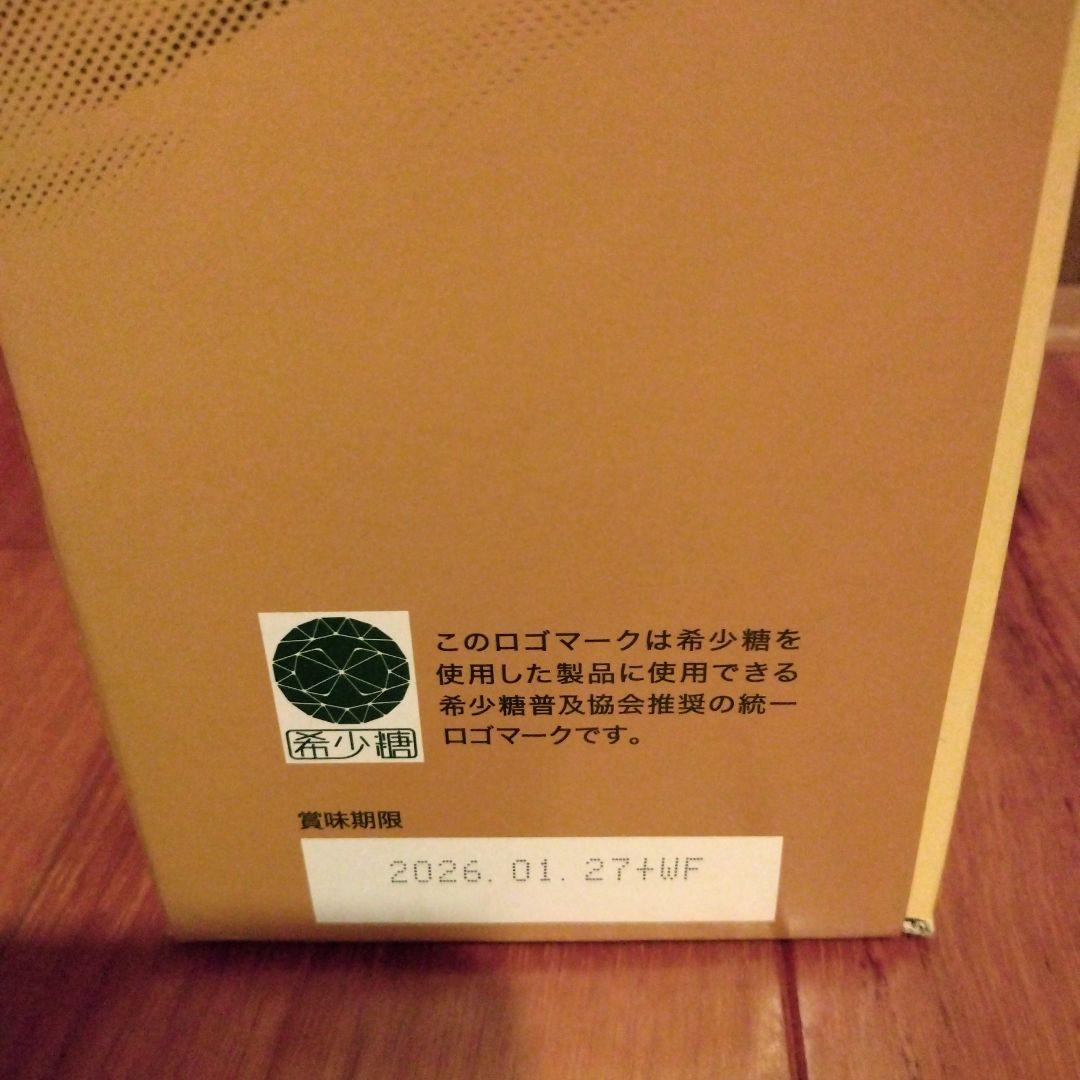 このロゴマークは希少糖を
使用した製品に使用できる
希少糖普及協会推奨の統一
ロゴマークです。
希少糖
賞味期限
2026. 01. 27+WF